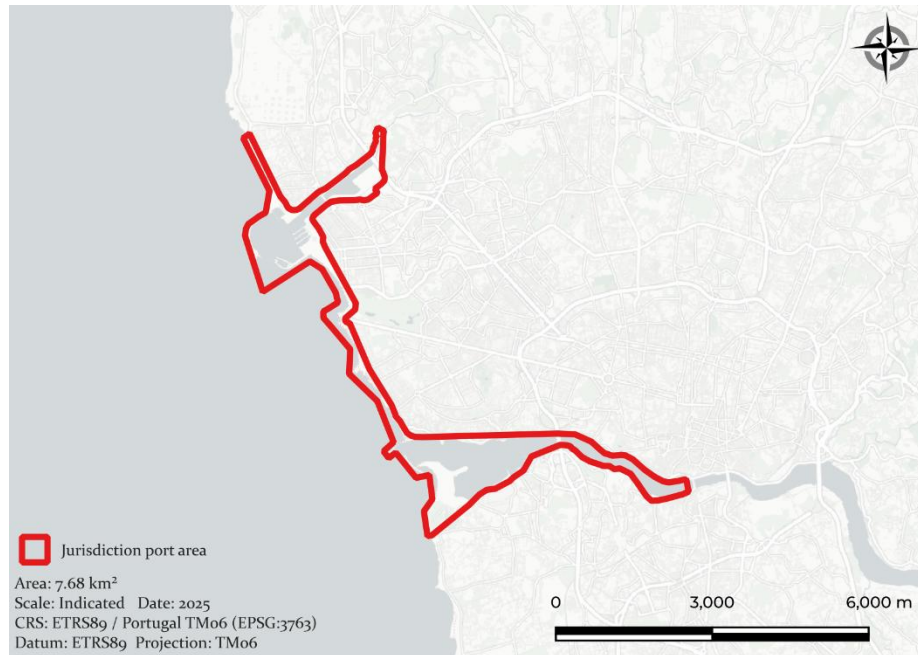 Jurisdiction port area
Area: 7.68 km²
Scale: Indicated Date: 2025
CRS: ETRS89 / Portugal TM06 (EPSG:3763)
Datum: ETRS89 Projection: TM06
0 3,000 6,000 m